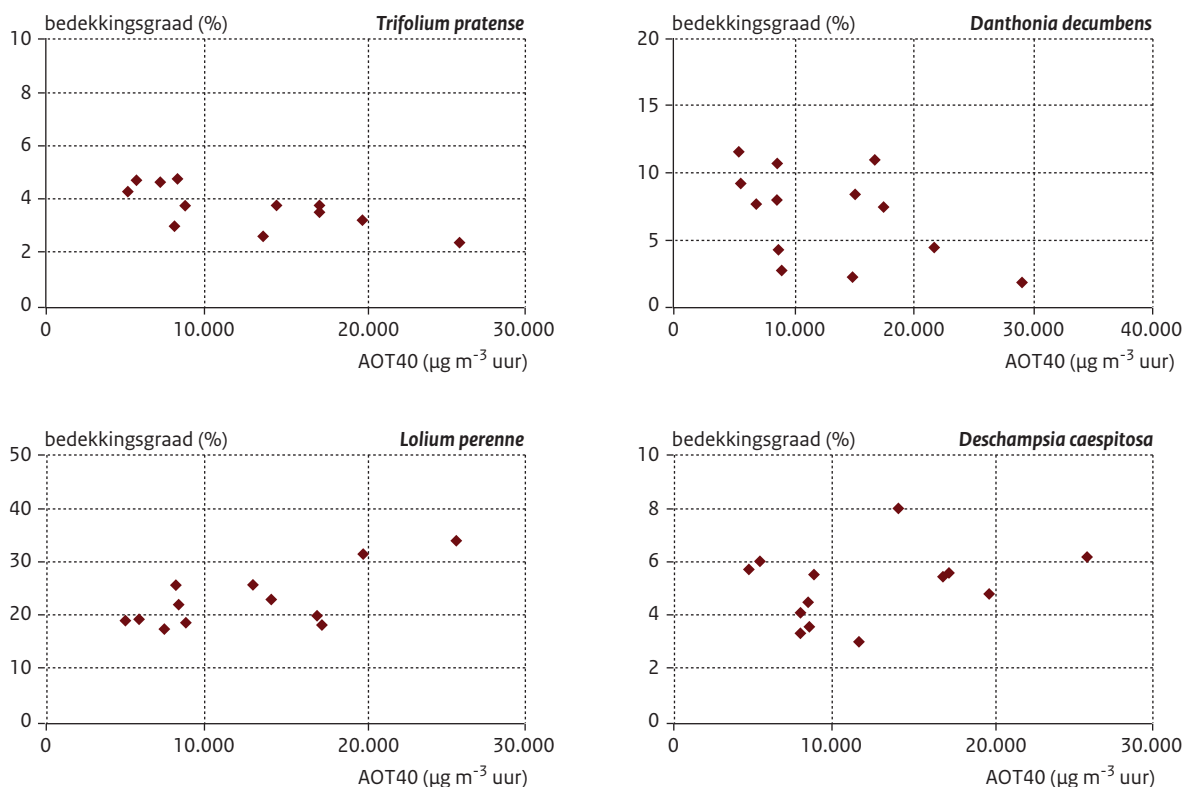 bedekkingsgraad (%) Trifolium pratense
10
8
6
4
2
0
0 10.000 20.000 30.000
AOT40 (µg m-3 uur)
bedekkingsgraad (%) Danthonia decumbens
20
15
10
5
0
0 10.000 20.000 30.000 40.000
AOT40 (µg m-3 uur)
bedekkingsgraad (%) Lolium perenne
50
40
30
20
10
0
0 10.000 20.000 30.000
AOT40 (µg m-3 uur)
bedekkingsgraad (%) Deschampsia caespitosa
10
8
6
4
2
0
0 10.000 20.000 30.000
AOT40 (µg m-3 uur)